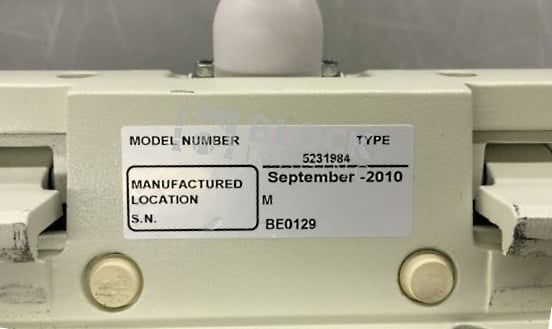 MODEL NUMBER TYPE
5231984
MANUFACTURED September -2010
LOCATION M
S.N. BE0129